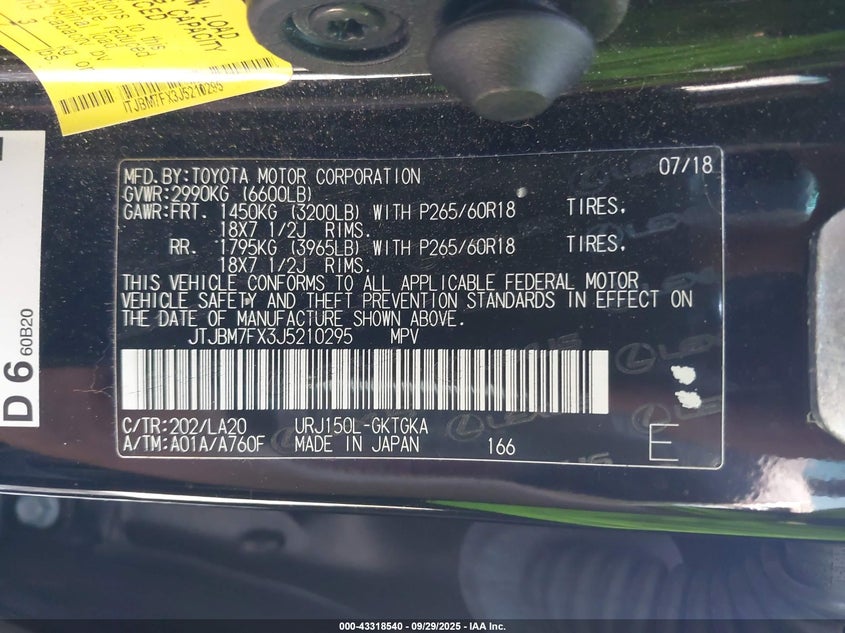 LOAD
CAPACITY
JTJBM7FX3J5210295
D 6 60B20
MFD.BY:TOYOTA MOTOR CORPORATION 07/18
GVWR:2990KG (6600LB)
GAWR:FRT. 1450KG (3200LB) WITH P265/60R18 TIRES,
18X7 1/2J RIMS.
RR. 1795KG (3965LB) WITH P265/60R18 TIRES,
18X7 1/2J RIMS.
THIS VEHICLE CONFORMS TO ALL APPLICABLE FEDERAL MOTOR
VEHICLE SAFETY AND THEFT PREVENTION STANDARDS IN EFFECT ON
THE DATE OF MANUFACTURE SHOWN ABOVE.
JTJBM7FX3J5210295 MPV
LEXUS
C/TR:202/LA20 URJ150L-GKTGKA
A/TM:A01A/A760F MADE IN JAPAN 166 E
000-43318540 - 09/29/2025 - IAA Inc.